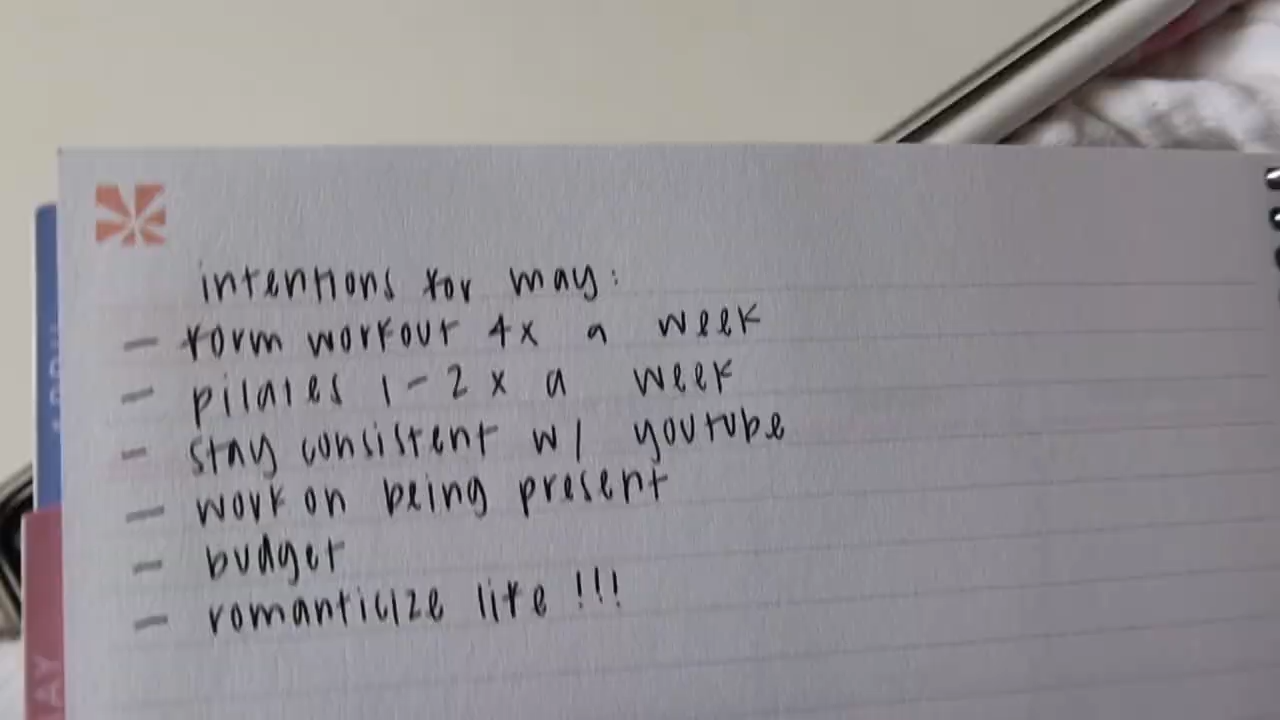 intentions for may:
- form workout 4x a week
- pilates 1-2x a week
- stay consistent w/ youtube
- work on being present
- budget
- romanticize life !!!